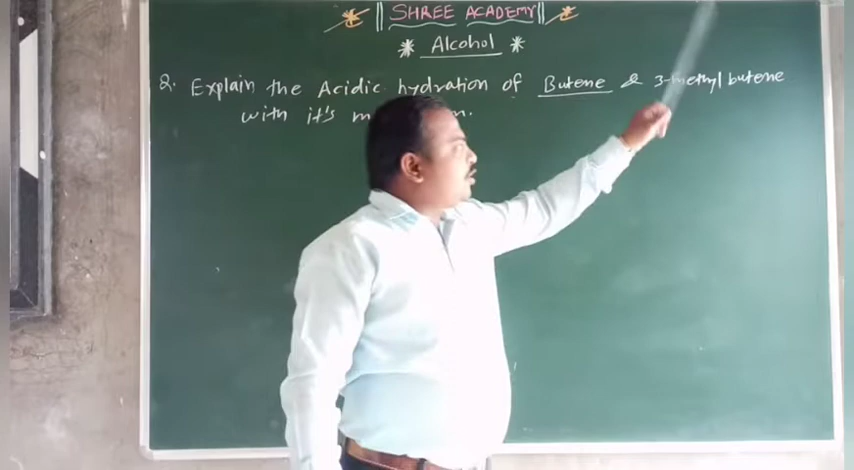 || SHREE ACADEMY ||
* Alcohol *
Q. Explain the Acidic hydration of Butene & 3-methyl butene
with it's